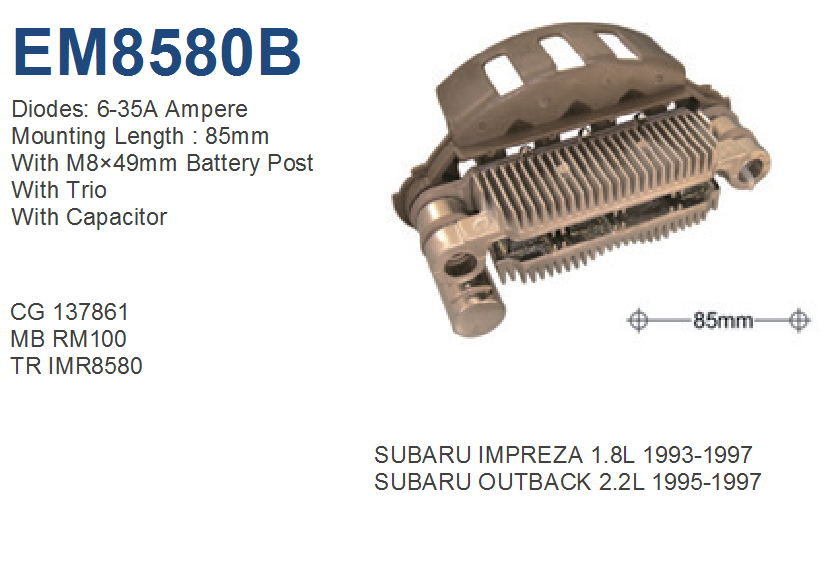 EM8580B
Diodes: 6-35A Ampere
Mounting Length : 85mm
With M8×49mm Battery Post
With Trio
With Capacitor
CG 137861
MB RM100
TR IMR8580
85mm
SUBARU IMPREZA 1.8L 1993-1997
SUBARU OUTBACK 2.2L 1995-1997